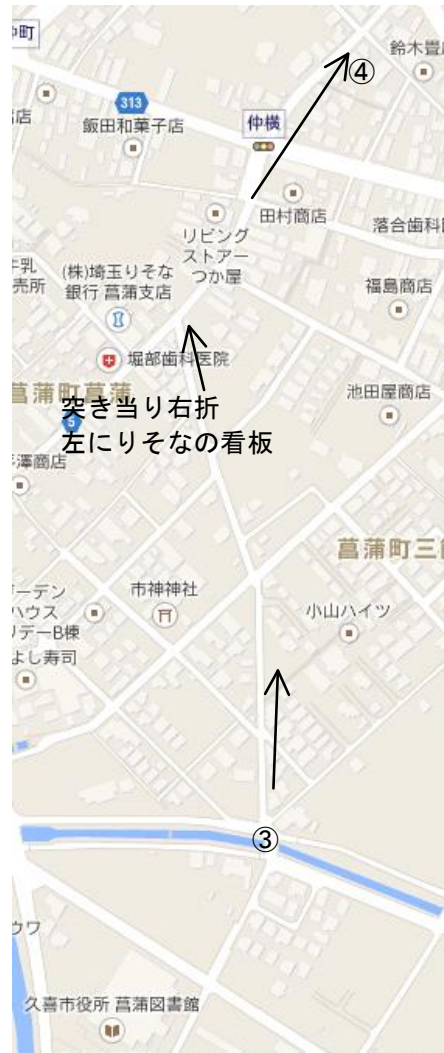 仲町
④
鈴木畳
313
店
飯田和菓子店
仲横
田村商店
リビング
ストアー
つか屋
落合歯科
牛乳
売所
(株)埼玉りそな
銀行 菖蒲支店
福島商店
堀部歯科医院
菖蒲町菖蒲
突き当り右折
左にりそなの看板
池田屋商店
5
澤商店
菖蒲町三
ーデン
ハウス
リデーB棟
市神神社
小山ハイツ
よし寿司
③
ウワ
久喜市役所 菖蒲図書館